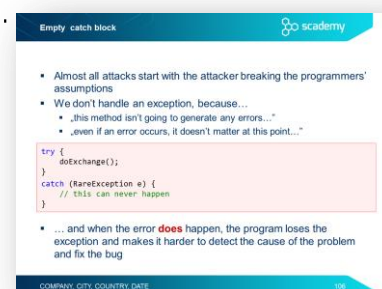 Empty catch block
scademy
▪ Almost all attacks start with the attacker breaking the programmers'
assumptions
▪ We don't handle an exception, because…
▪ „this method isn't going to generate any errors…"
▪ „even if an error occurs, it doesn't matter at this point…"
try {
doExchange();
}
catch (RareException e) {
// this can never happen
}
▪ … and when the error does happen, the program loses the
exception and makes it harder to detect the cause of the problem
and fix the bug
COMPANY, CITY, COUNTRY, DATE
106